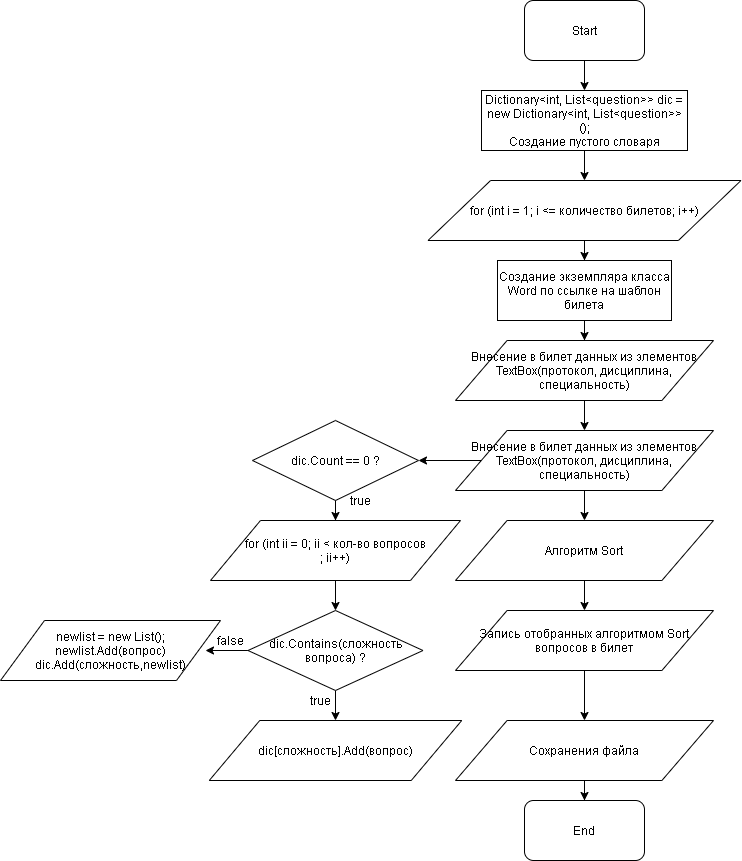 Start
Dictionary<int, List<question>> dic =
new Dictionary<int, List<question>>
();
Создание пустого словаря
for (int i = 1; i <= количество билетов; i++)
Создание экземпляра класса
Word по ссылке на шаблон
билета
Внесение в билет данных из элементов
TextBox(протокол, дисциплина,
специальность)
Внесение в билет данных из элементов
TextBox(протокол, дисциплина,
специальность)
dic.Count == 0 ?
true
for (int ii = 0; ii < кол-во вопросов
; ii++)
dic.Contains(сложность
вопроса) ?
false
newlist = new List();
newlist.Add(вопрос)
dic.Add(сложность,newlist)
true
dic[сложность].Add(вопрос)
Алгоритм Sort
Запись отобранных алгоритмом Sort
вопросов в билет
Сохранения файла
End